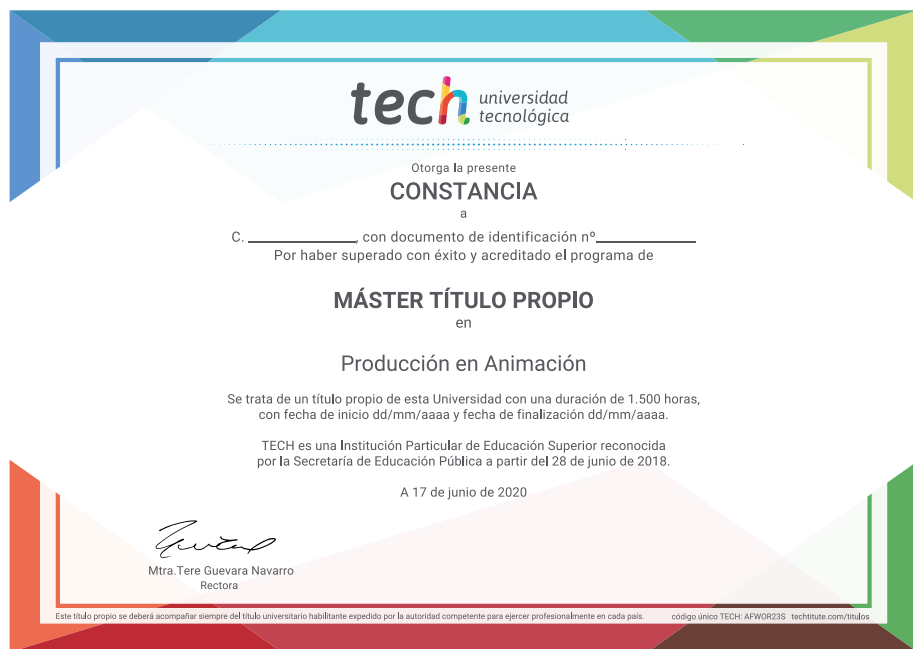 tech universidad
tecnológica
Otorga la presente
CONSTANCIA
a
C. ____________, con documento de identificación nº____________
Por haber superado con éxito y acreditado el programa de
MÁSTER TÍTULO PROPIO
en
Producción en Animación
Se trata de un título propio de esta Universidad con una duración de 1.500 horas,
con fecha de inicio dd/mm/aaaa y fecha de finalización dd/mm/aaaa.
TECH es una Institución Particular de Educación Superior reconocida
por la Secretaría de Educación Pública a partir del 28 de junio de 2018.
A 17 de junio de 2020
Mtra.Tere Guevara Navarro
Rectora
Este título propio se deberá acompañar siempre del título universitario habilitante expedido por la autoridad competente para ejercer profesionalmente en cada país. código único TECH: AFWOR23S techtitute.com/titulos